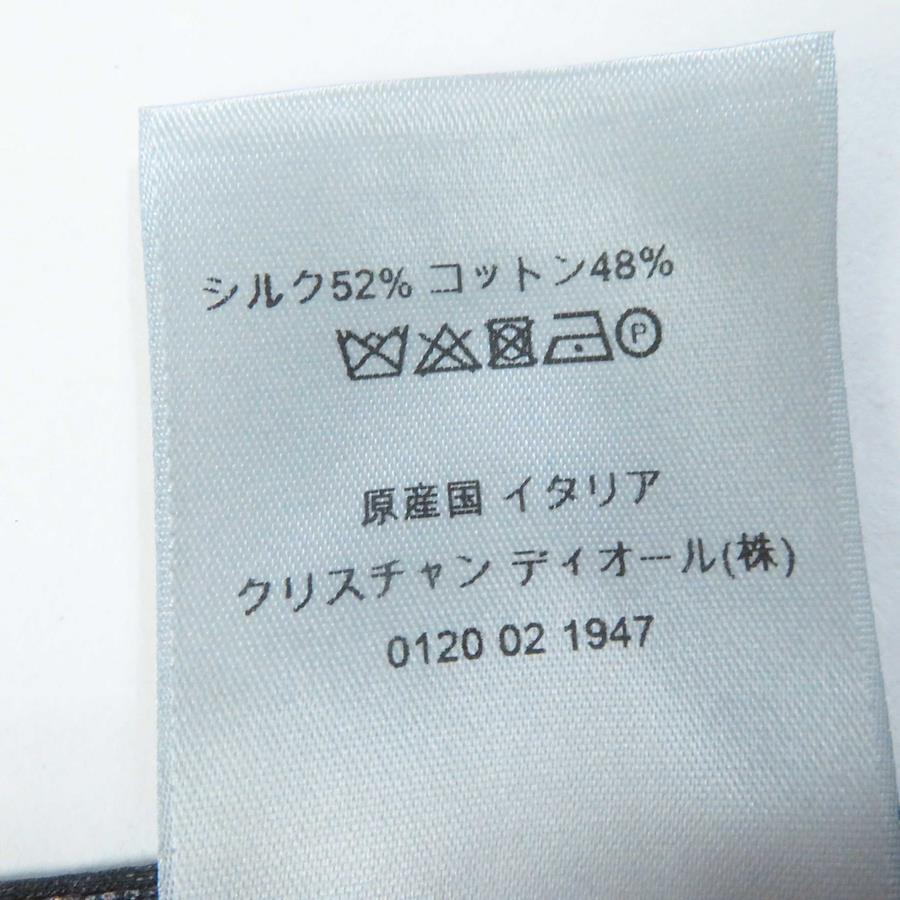 シルク52% コットン48%
P
原産国 イタリア
クリスチャン ディオール(株)
0120 02 1947